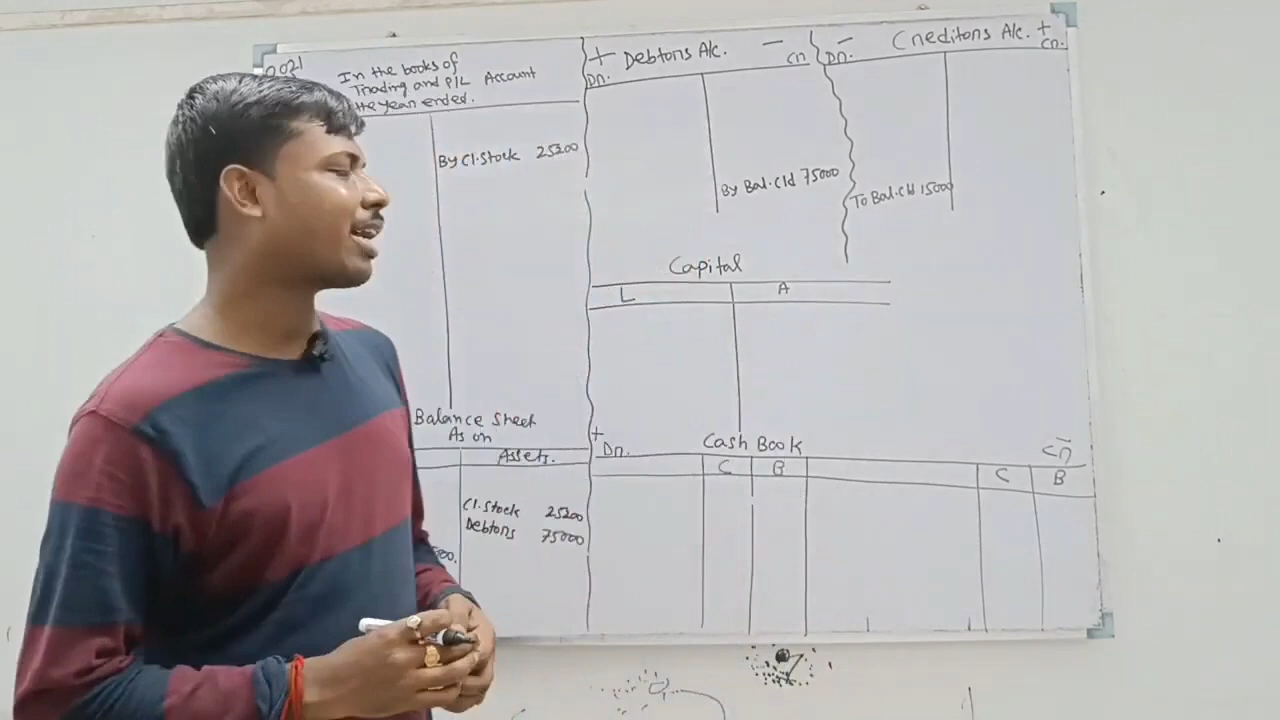 2021
In the books of
Trading and P/L Account
the year ended.
By Cl. Stock 25200
Balance Sheet
As on
Assets.
Cl. Stock 25200
Debtors 75000
500.
+ Debtors A/c. -
Dr. Cr
By Bal. C/d 75000
- Creditors A/c. +
Dr. Cr.
To Bal. C/d 15000
Capital
L A
+ Cash Book -
Dr. Cr
C B C B